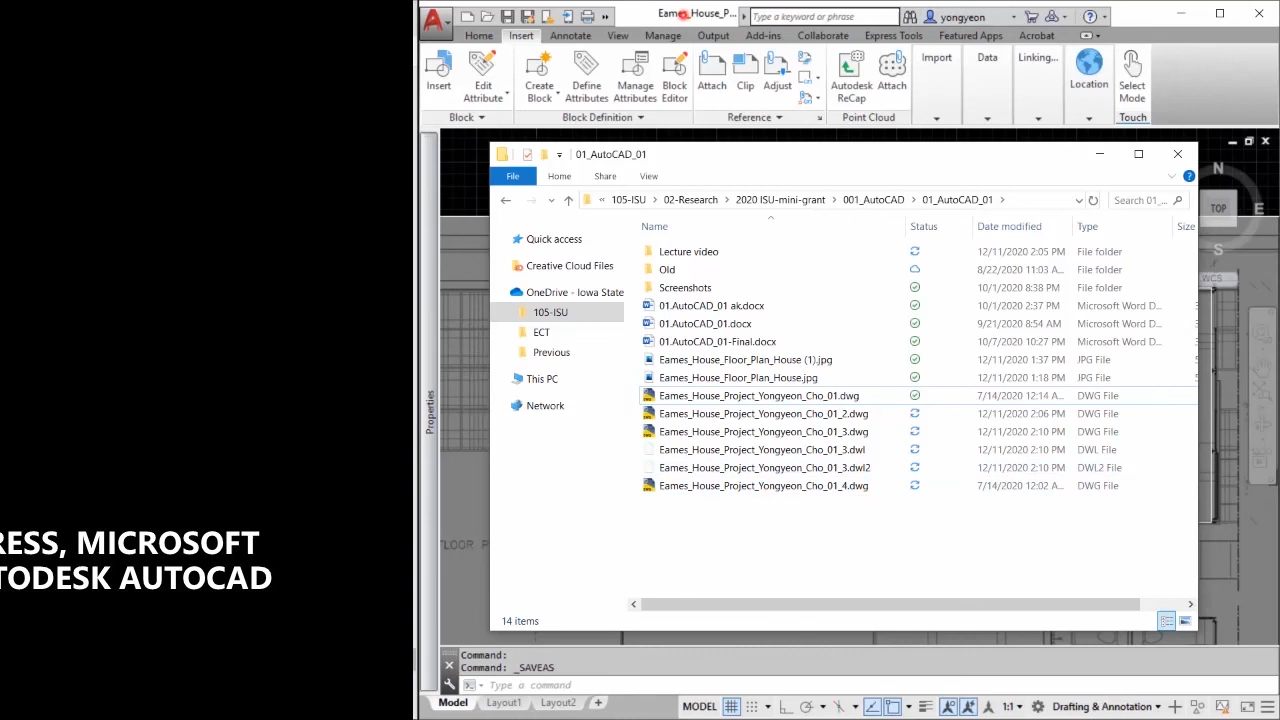 Eames_House_P...
Type a keyword or phrase
yongyeon
Home Insert Annotate View Manage Output Add-ins Collaborate Express Tools Featured Apps Acrobat
Insert
Edit Attribute
Create Block
Define Attributes
Manage Attributes
Block Editor
Attach Clip Adjust
Autodesk ReCap
Attach
Import Data Linking...
Location
Select Mode
Block Block Definition Reference Point Cloud Touch
01_AutoCAD_01
File Home Share View
« 105-ISU 02-Research 2020 ISU-mini-grant 001_AutoCAD 01_AutoCAD_01
Search 01_...
Name Status Date modified Type Size
Quick access
Creative Cloud Files
OneDrive - Iowa State
105-ISU
ECT
Previous
This PC
Network
Lecture video 12/11/2020 2:05 PM File folder
Old 8/22/2020 11:03 A... File folder
Screenshots 10/1/2020 8:38 PM File folder
01.AutoCAD_01 ak.docx 10/1/2020 2:37 PM Microsoft Word D...
01.AutoCAD_01.docx 9/21/2020 8:54 AM Microsoft Word D...
01.AutoCAD_01-Final.docx 10/7/2020 10:27 PM Microsoft Word D...
Eames_House_Floor_Plan_House (1).jpg 12/11/2020 1:37 PM JPG File
Eames_House_Floor_Plan_House.jpg 12/11/2020 1:18 PM JPG File
Eames_House_Project_Yongyeon_Cho_01.dwg 7/14/2020 12:14 A... DWG File
Eames_House_Project_Yongyeon_Cho_01_2.dwg 12/11/2020 2:06 PM DWG File
Eames_House_Project_Yongyeon_Cho_01_3.dwg 12/11/2020 2:10 PM DWG File
Eames_House_Project_Yongyeon_Cho_01_3.dwl 12/11/2020 2:10 PM DWL File
Eames_House_Project_Yongyeon_Cho_01_3.dwl2 12/11/2020 2:10 PM DWL2 File
Eames_House_Project_Yongyeon_Cho_01_4.dwg 7/14/2020 12:02 A... DWG File
14 items
N
TOP E
S
WCS
Properties
LOOR P
RESS, MICROSOFT
TODESK AUTOCAD
Command:
Command: _SAVEAS
Type a command
Model Layout1 Layout2 +
MODEL 1:1 Drafting & Annotation